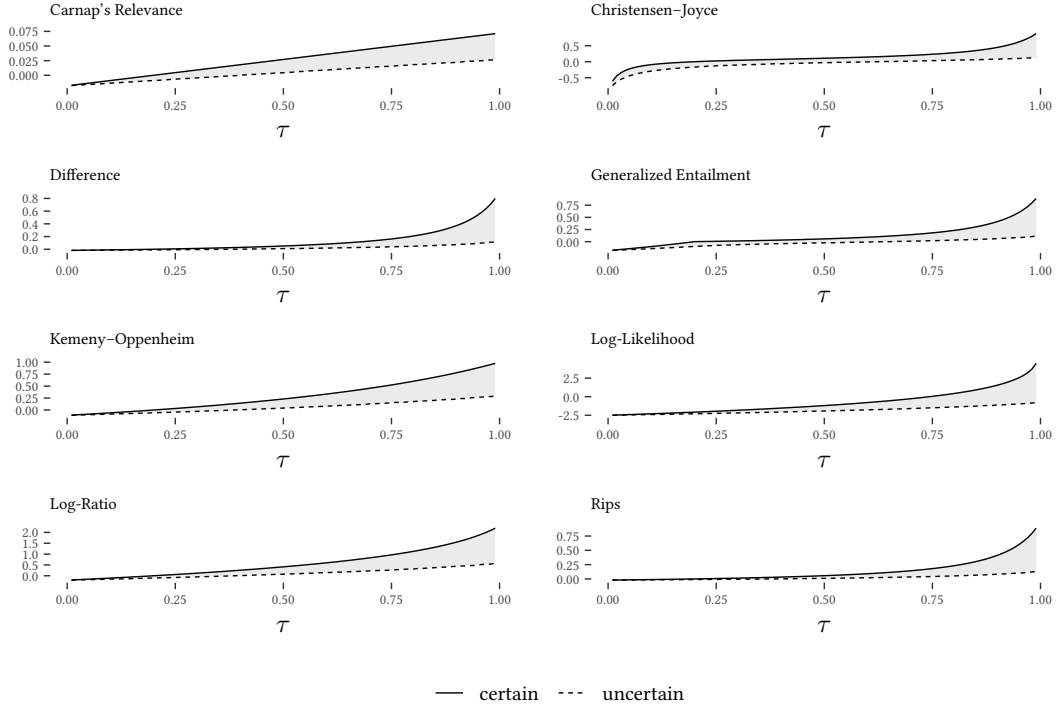 Carnap's Relevance
0.075
0.050
0.025
0.000
0.00 0.25 0.50 0.75 1.00
τ
Christensen–Joyce
0.5
0.0
-0.5
0.00 0.25 0.50 0.75 1.00
τ
Difference
0.8
0.6
0.4
0.2
0.0
0.00 0.25 0.50 0.75 1.00
τ
Generalized Entailment
0.75
0.50
0.25
0.00
0.00 0.25 0.50 0.75 1.00
τ
Kemeny–Oppenheim
1.00
0.75
0.50
0.25
0.00
0.00 0.25 0.50 0.75 1.00
τ
Log-Likelihood
2.5
0.0
-2.5
0.00 0.25 0.50 0.75 1.00
τ
Log-Ratio
2.0
1.5
1.0
0.5
0.0
0.00 0.25 0.50 0.75 1.00
τ
Rips
0.75
0.50
0.25
0.00
0.00 0.25 0.50 0.75 1.00
τ
certain uncertain